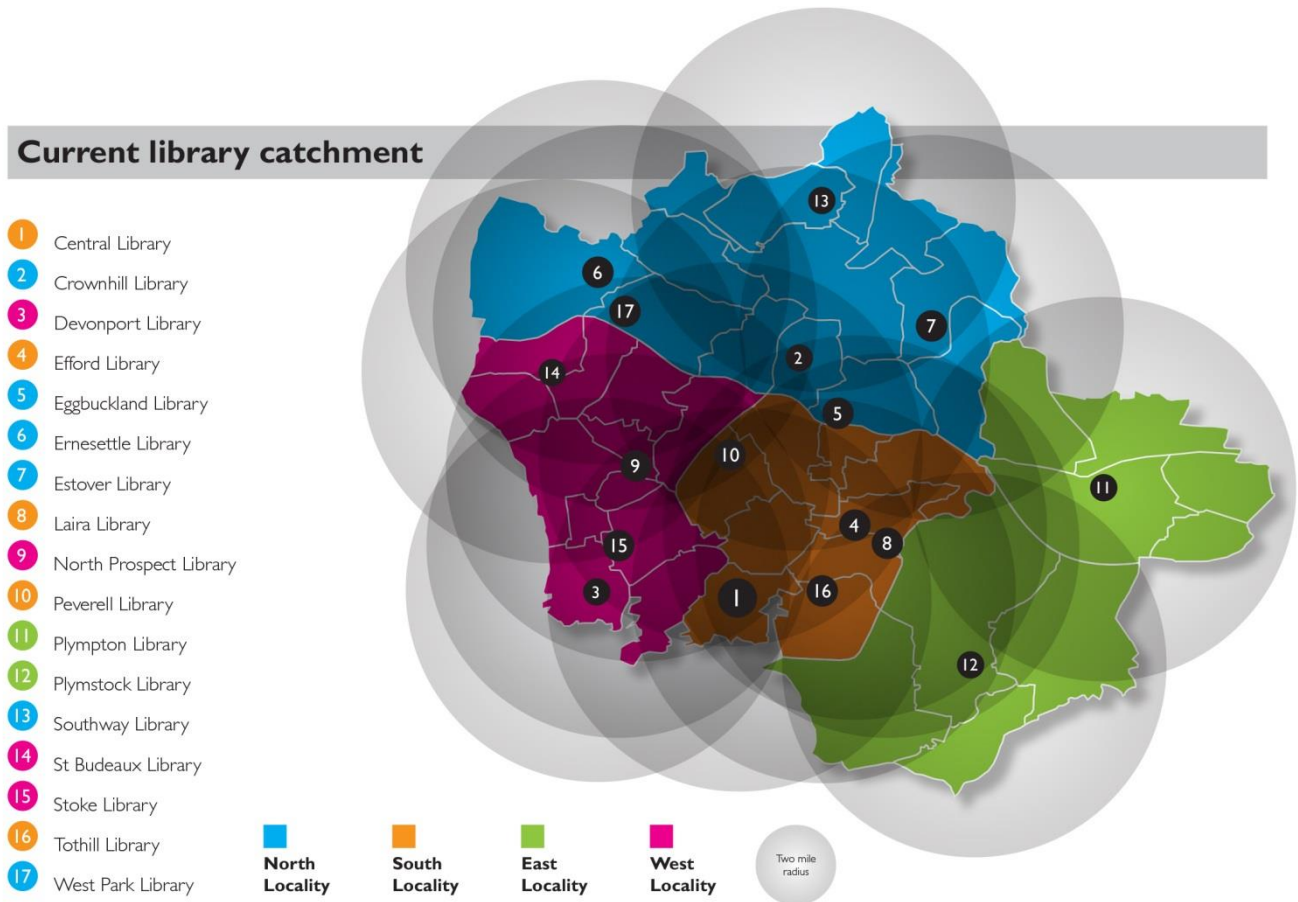 Current library catchment
1 Central Library
2 Crownhill Library
3 Devonport Library
4 Efford Library
5 Eggbuckland Library
6 Ernesettle Library
7 Estover Library
8 Laira Library
9 North Prospect Library
10 Peverell Library
11 Plympton Library
12 Plymstock Library
13 Southway Library
14 St Budeaux Library
15 Stoke Library
16 Tothill Library
17 West Park Library
13
6
17
7
2
14
5
10
9
11
4
8
15
3
1
16
12
North
Locality
South
Locality
East
Locality
West
Locality
Two mile
radius